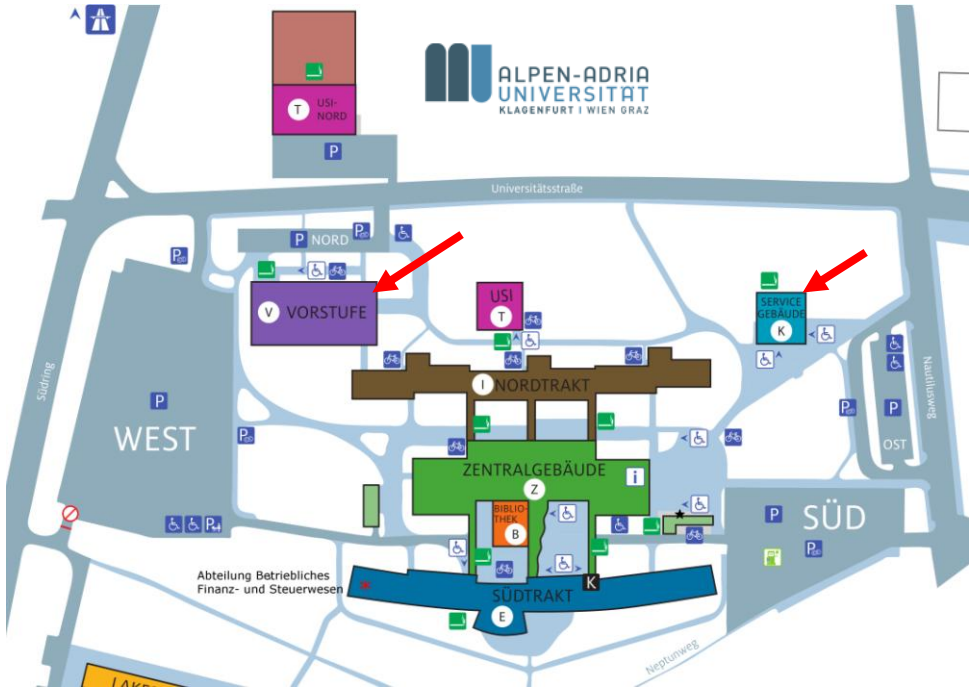 ALPEN-ADRIA
UNIVERSITÄT
KLAGENFURT I WIEN GRAZ
T USI-
NORD
P
Universitätsstraße
P NORD
P
P
V VORSTUFE
USI
T
SERVICE
GEBÄUDE
K
Südring
Nautilusweg
I NORDTRAKT
P
WEST
P
P
P
OST
ZENTRALGEBÄUDE
i
Z
BIBLIO-
THEK
B
P
SÜD
P
P
Abteilung Betriebliches
Finanz- und Steuerwesen
*
K
SÜDTRAKT
E
Neptunweg